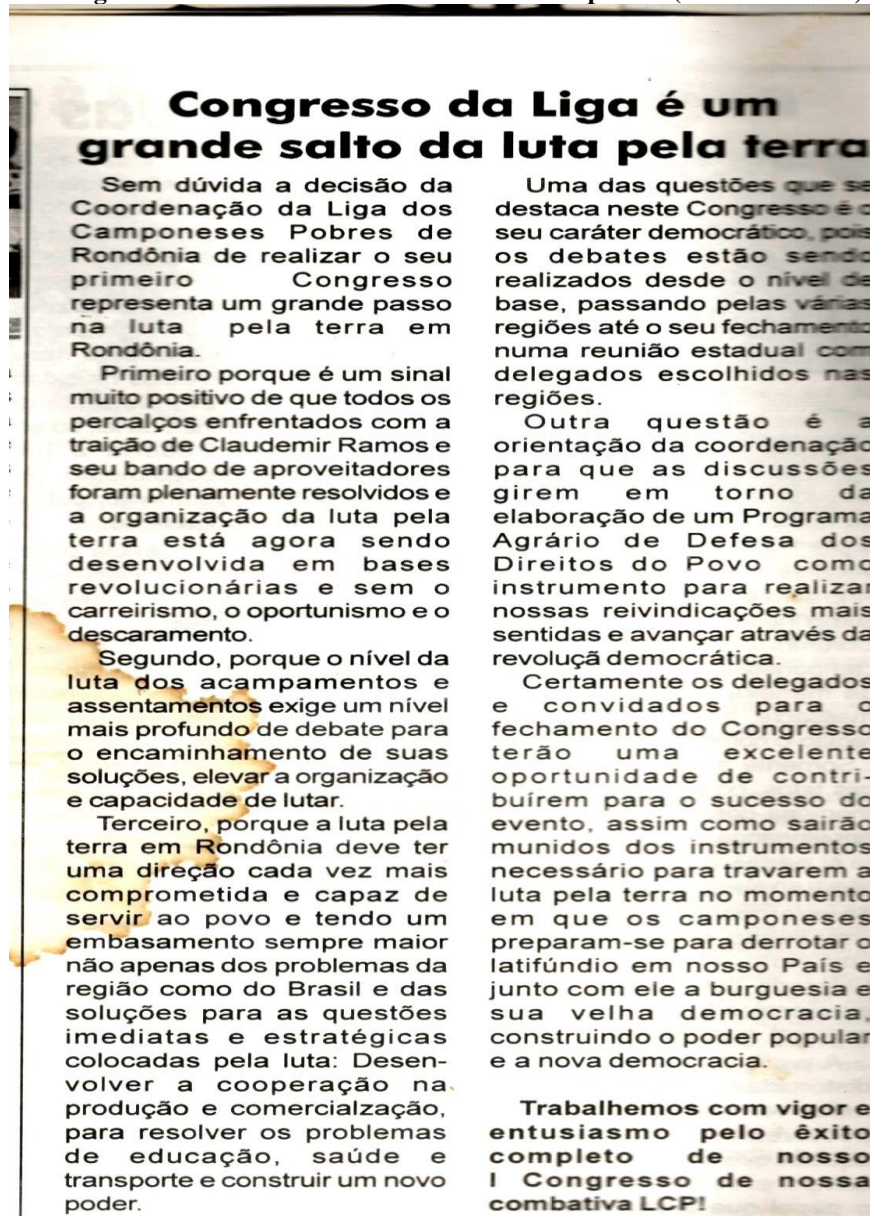 Congresso da Liga é um
grande salto da luta pela terra
Sem dúvida a decisão da
Coordenação da Liga dos
Camponeses Pobres de
Rondônia de realizar o seu
primeiro Congresso
representa um grande passo
na luta pela terra em
Rondônia.
Primeiro porque é um sinal
muito positivo de que todos os
percalços enfrentados com a
traição de Claudemir Ramos e
seu bando de aproveitadores
foram plenamente resolvidos e
a organização da luta pela
terra está agora sendo
desenvolvida em bases
revolucionárias e sem o
carreirismo, o oportunismo e o
descaramento.
Segundo, porque o nível da
luta dos acampamentos e
assentamentos exige um nível
mais profundo de debate para
o encaminhamento de suas
soluções, elevar a organização
e capacidade de lutar.
Terceiro, porque a luta pela
terra em Rondônia deve ter
uma direção cada vez mais
comprometida e capaz de
servir ao povo e tendo um
embasamento sempre maior
não apenas dos problemas da
região como do Brasil e das
soluções para as questões
imediatas e estratégicas
colocadas pela luta: Desen-
volver a cooperação na
produção e comercialzação,
para resolver os problemas
de educação, saúde e
transporte e construir um novo
poder.
Uma das questões que se
destaca neste Congresso é o
seu caráter democrático, pois
os debates estão sendo
realizados desde o nível de
base, passando pelas várias
regiões até o seu fechamento
numa reunião estadual com
delegados escolhidos nas
regiões.
Outra questão é a
orientação da coordenação
para que as discussões
girem em torno da
elaboração de um Programa
Agrário de Defesa dos
Direitos do Povo como
instrumento para realizar
nossas reivindicações mais
sentidas e avançar através da
revoluçã democrática.
Certamente os delegados
e convidados para o
fechamento do Congresso
terão uma excelente
oportunidade de contri-
buírem para o sucesso do
evento, assim como sairão
munidos dos instrumentos
necessário para travarem a
luta pela terra no momento
em que os camponeses
preparam-se para derrotar o
latifúndio em nosso País e
junto com ele a burguesia e
sua velha democracia,
construindo o poder popular
e a nova democracia.
Trabalhemos com vigor e
entusiasmo pelo êxito
completo de nosso
I Congresso de nossa
combativa LCP!